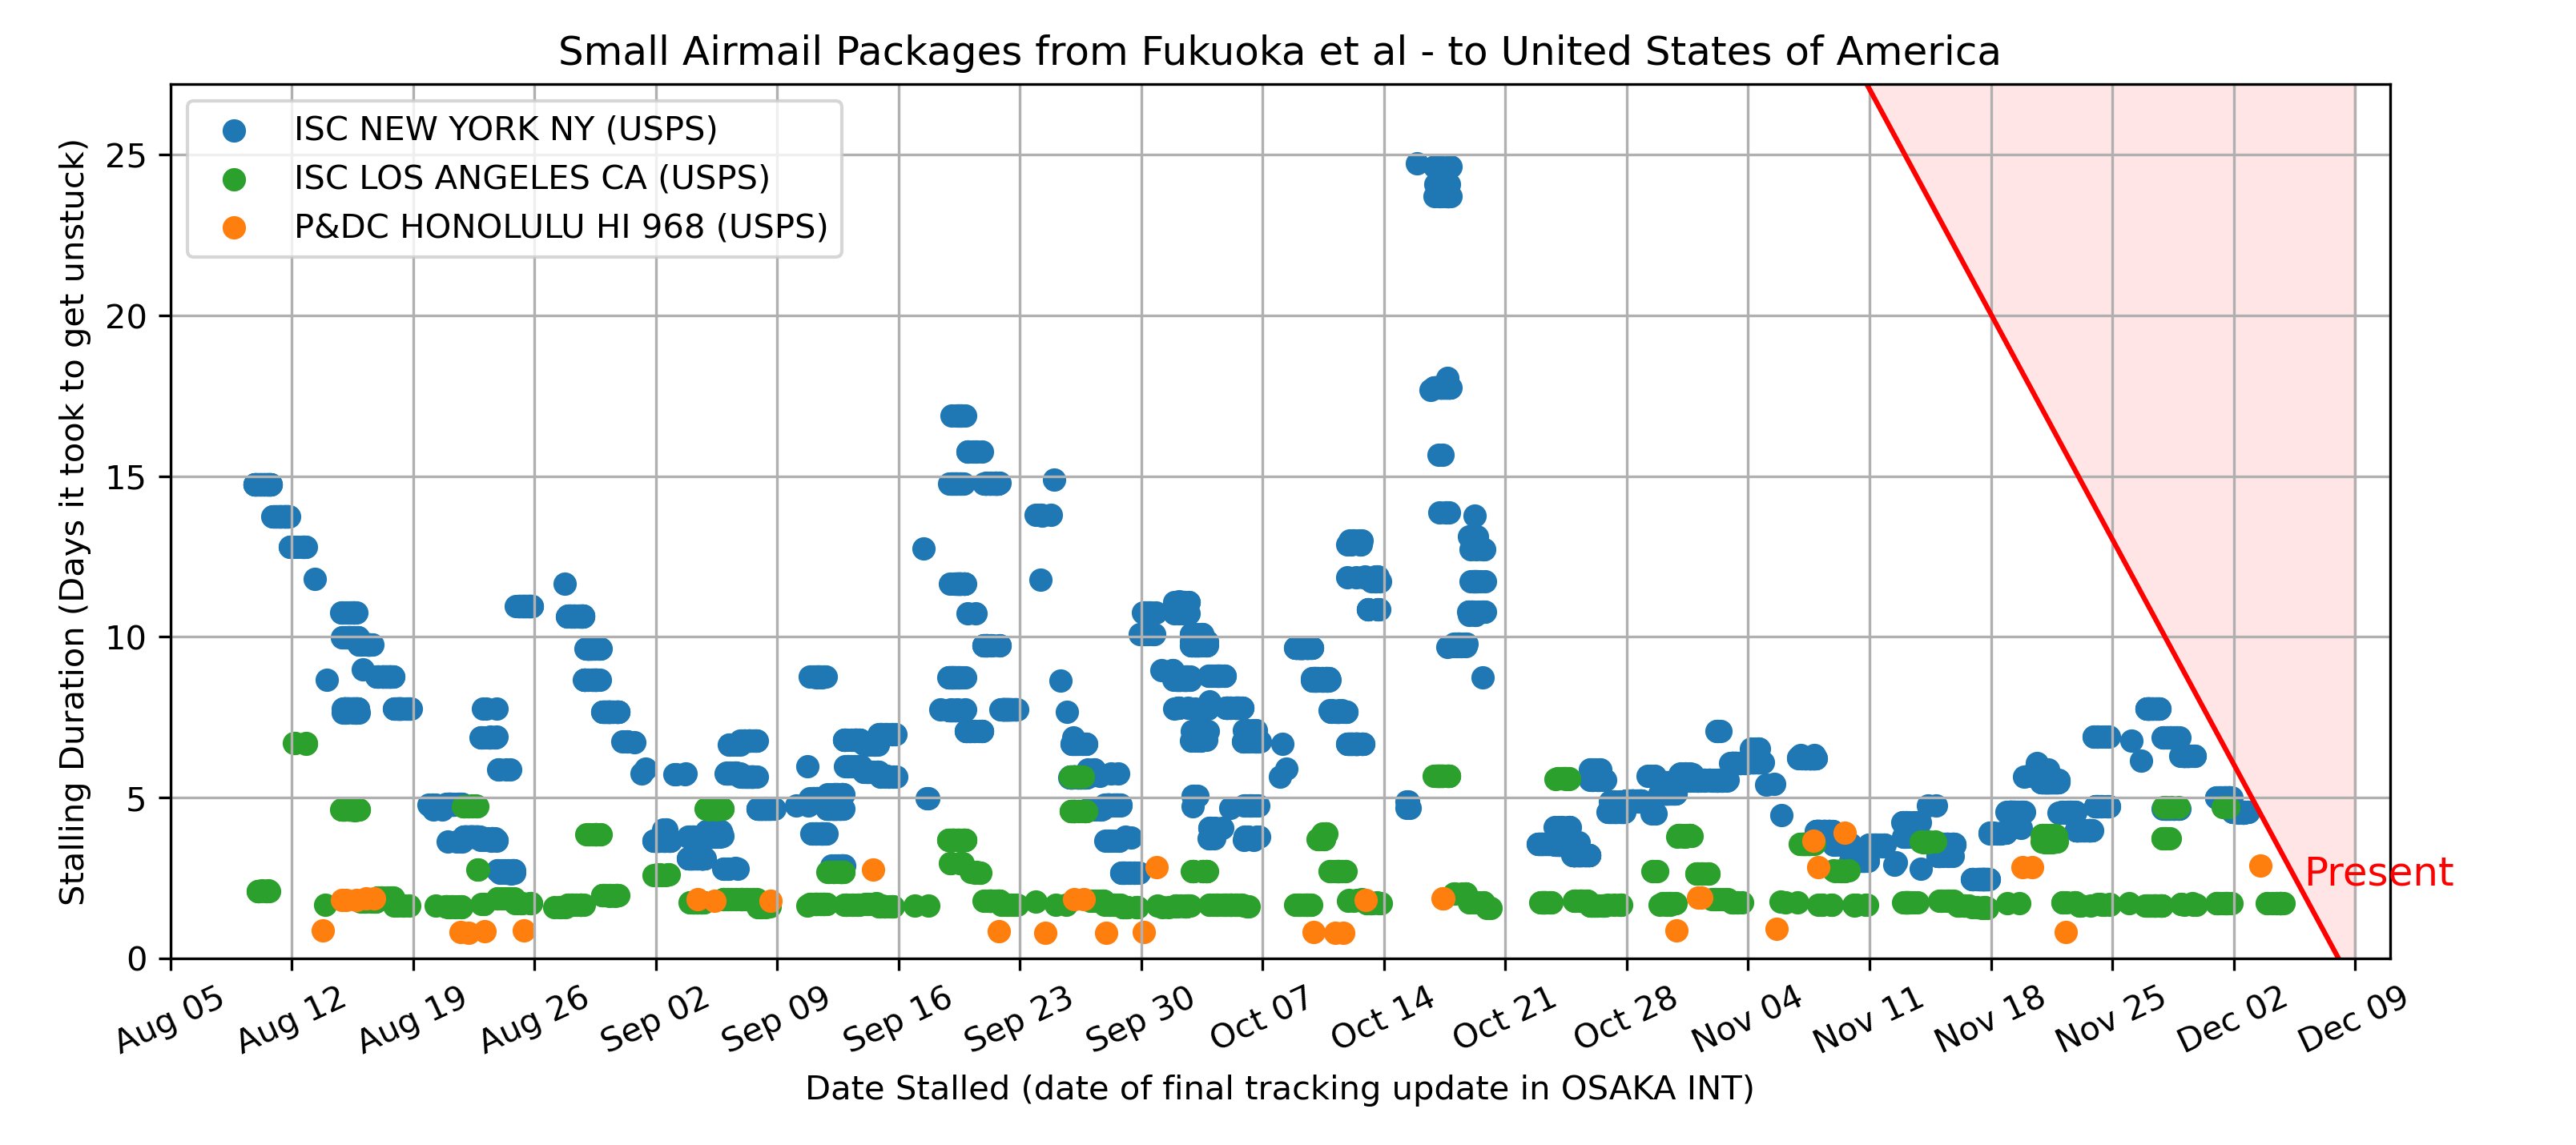 Small Airmail Packages from Fukuoka et al - to United States of America
ISC NEW YORK NY (USPS)
ISC LOS ANGELES CA (USPS)
P&DC HONOLULU HI 968 (USPS)
Stalling Duration (Days it took to get unstuck)
25
20
15
10
5
0
Present
Aug 05
Aug 12
Aug 19
Aug 26
Sep 02
Sep 09
Sep 16
Sep 23
Sep 30
Oct 07
Oct 14
Oct 21
Oct 28
Nov 04
Nov 11
Nov 18
Nov 25
Dec 02
Dec 09
Date Stalled (date of final tracking update in OSAKA INT)